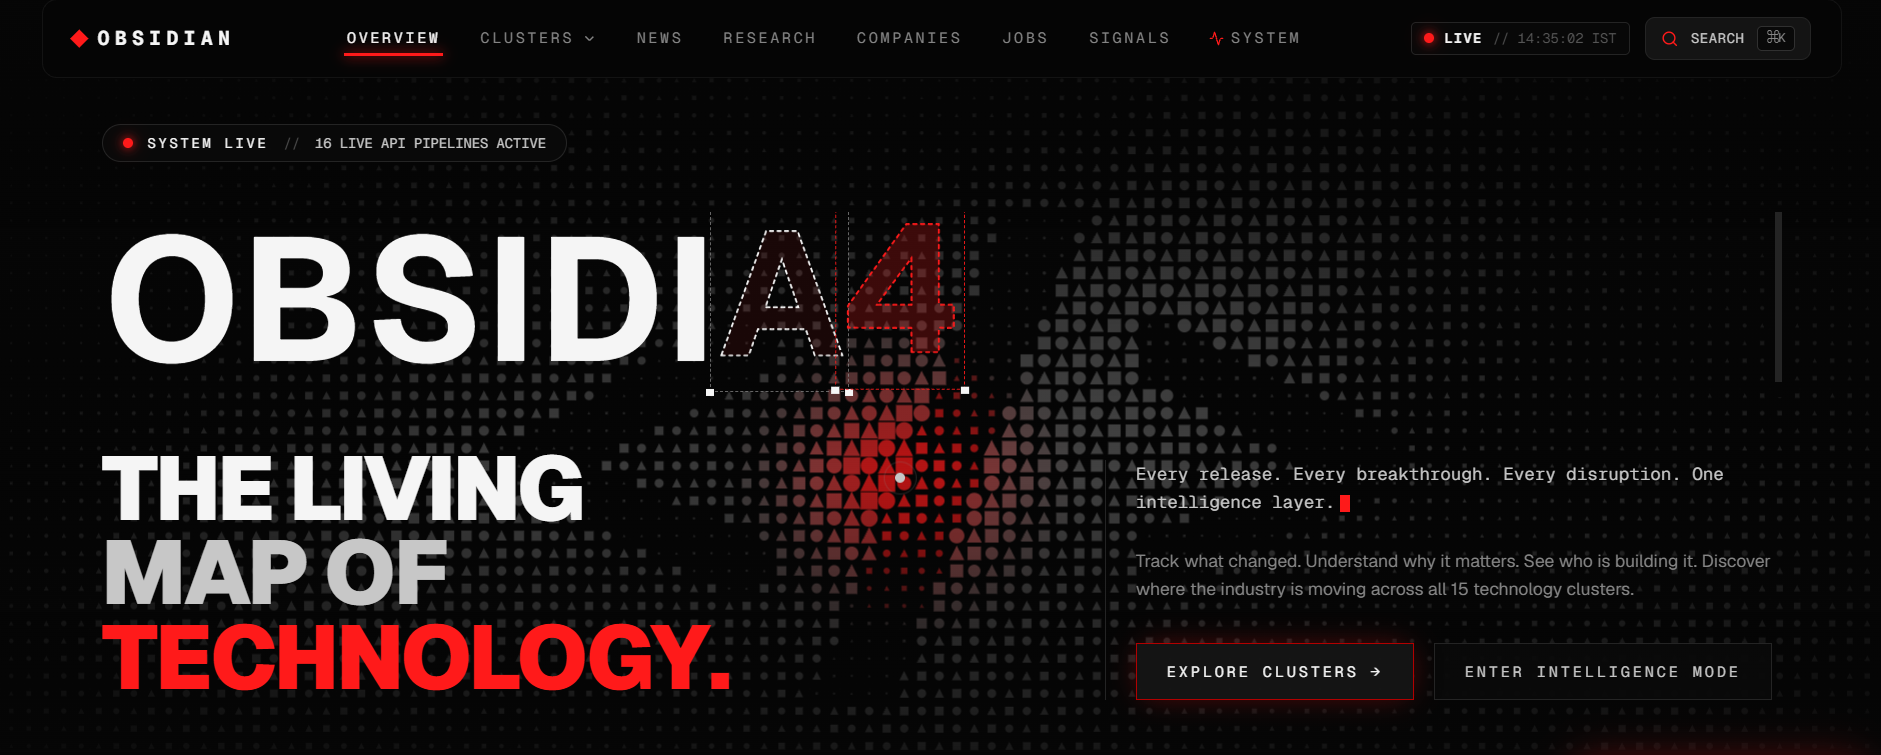 OBSIDIAN
OVERVIEW CLUSTERS NEWS RESEARCH COMPANIES JOBS SIGNALS SYSTEM
LIVE // 14:35:02 IST
SEARCH ⌘K
SYSTEM LIVE // 16 LIVE API PIPELINES ACTIVE
OBSIDIA4
THE LIVING
MAP OF
TECHNOLOGY.
Every release. Every breakthrough. Every disruption. One
intelligence layer.
Track what changed. Understand why it matters. See who is building it. Discover
where the industry is moving across all 15 technology clusters.
EXPLORE CLUSTERS →
ENTER INTELLIGENCE MODE